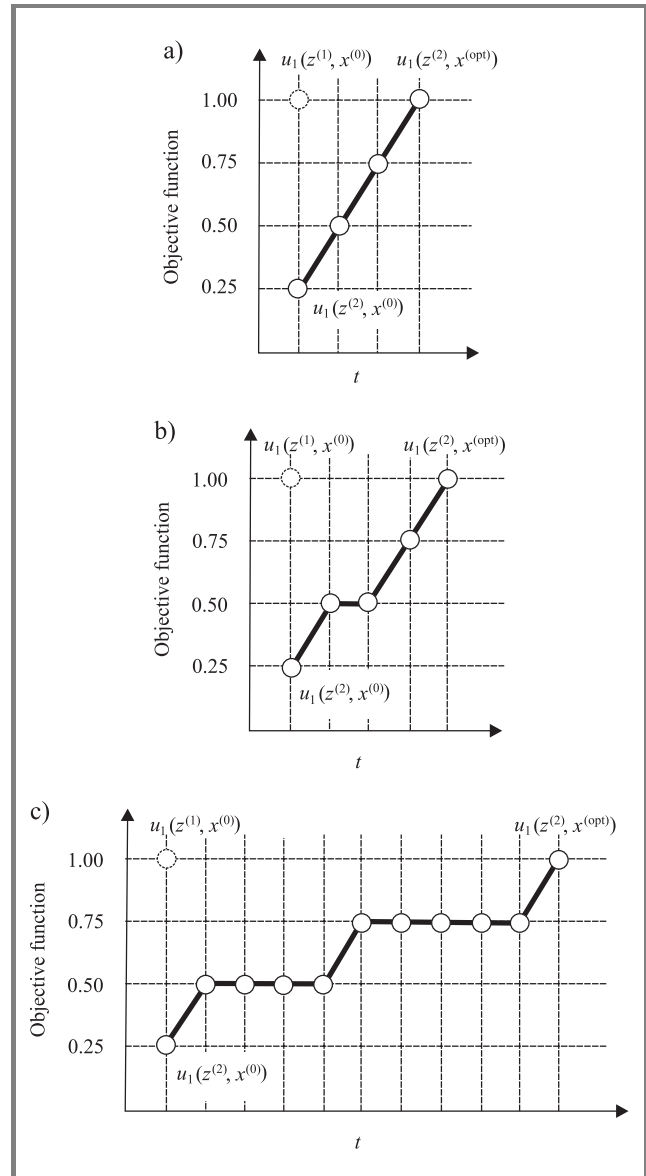 a)
u₁(z⁽¹⁾, x⁽⁰⁾) u₁(z⁽²⁾, x⁽ᵒᵖᵗ⁾)
1.00
0.75
0.50
0.25
Objective function
u₁(z⁽²⁾, x⁽⁰⁾)
t
b)
u₁(z⁽¹⁾, x⁽⁰⁾) u₁(z⁽²⁾, x⁽ᵒᵖᵗ⁾)
1.00
0.75
0.50
0.25
Objective function
u₁(z⁽²⁾, x⁽⁰⁾)
t
c)
u₁(z⁽¹⁾, x⁽⁰⁾) u₁(z⁽²⁾, x⁽ᵒᵖᵗ⁾)
1.00
0.75
0.50
0.25
Objective function
u₁(z⁽²⁾, x⁽⁰⁾)
t